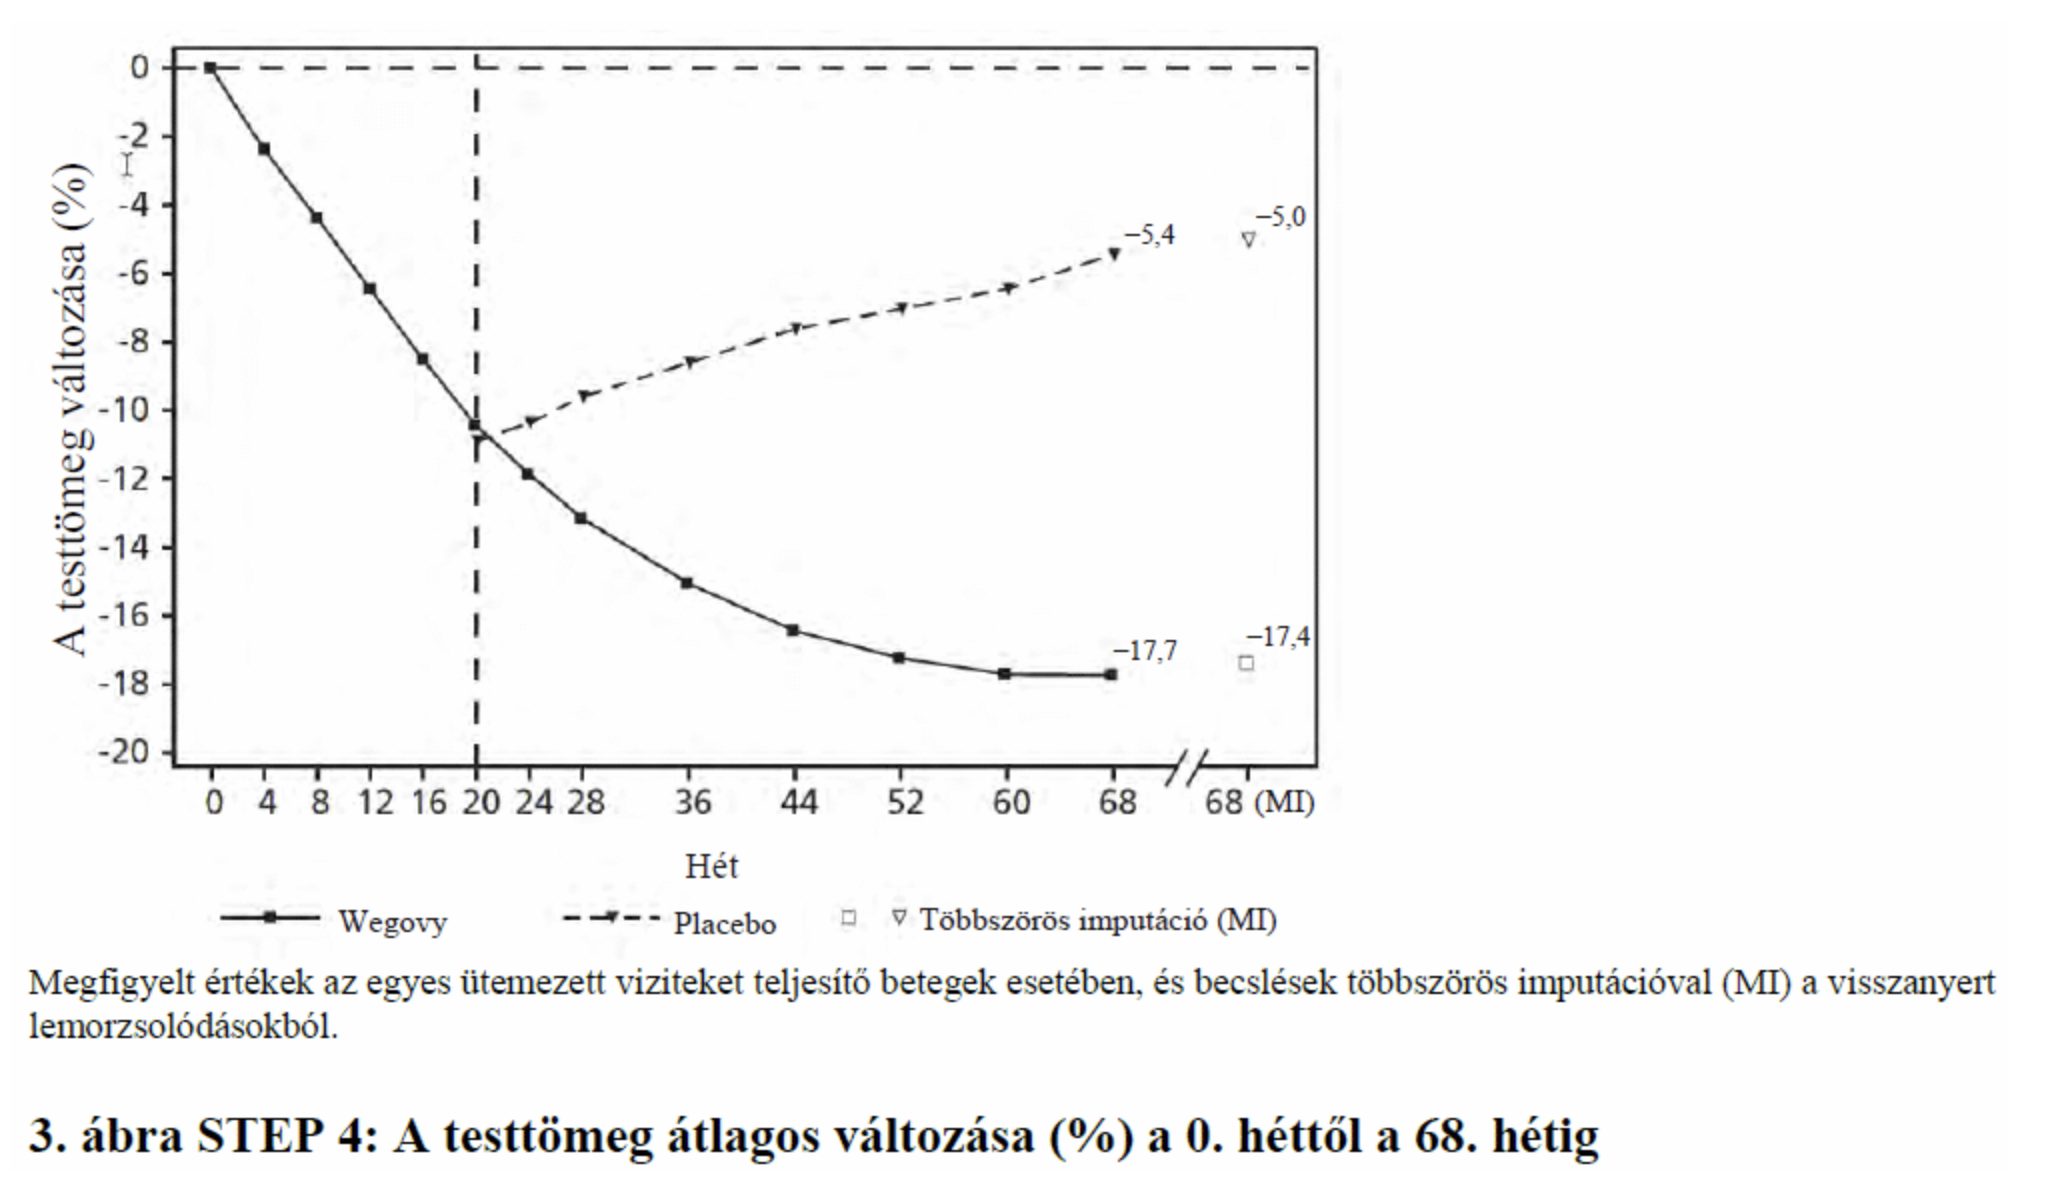 A testtömeg változása (%)
0
-2
-4
-6
-8
-10
-12
-14
-16
-18
-20
−5,4
−5,0
−17,7
−17,4
0 4 8 12 16 20 24 28 36 44 52 60 68 68 (MI)
Hét
Wegovy Placebo Többszörös imputáció (MI)
Megfigyelt értékek az egyes ütemezett viziteket teljesítő betegek esetében, és becslések többszörös imputációval (MI) a visszanyert
lemorzsolódásokból.
3. ábra STEP 4: A testtömeg átlagos változása (%) a 0. héttől a 68. hétig